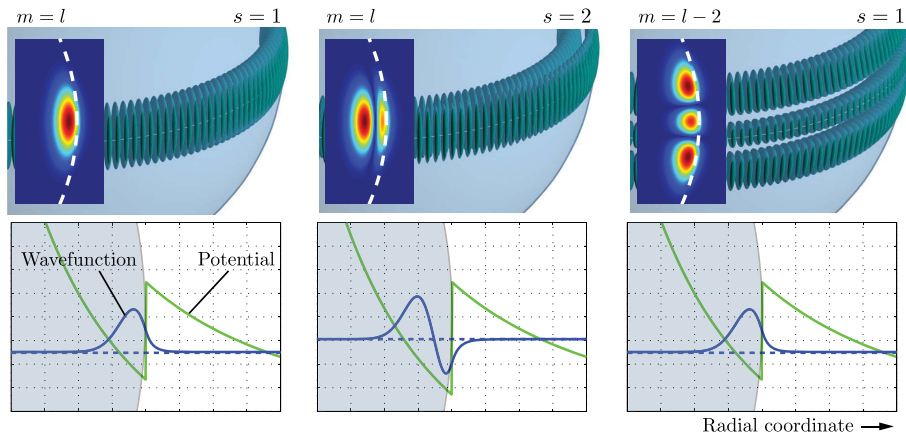 m = l s = 1
m = l s = 2
m = l − 2 s = 1
Wavefunction Potential
Radial coordinate